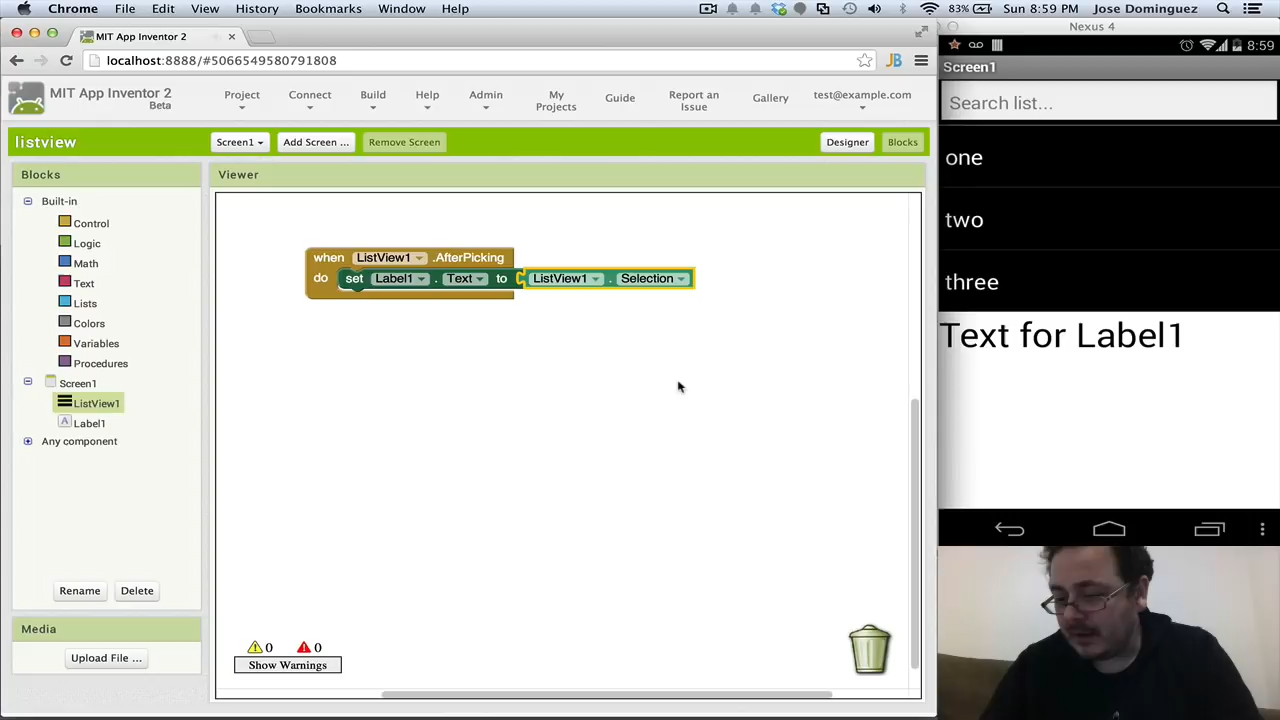 Chrome File Edit View History Bookmarks Window Help 83% Sun 8:59 PM Jose Dominguez
MIT App Inventor 2
localhost:8888/#5066549580791808
JB
MIT App Inventor 2
Beta
Project Connect Build Help Admin My Projects Guide Report an Issue Gallery test@example.com
listview Screen1 Add Screen ... Remove Screen Designer Blocks
Blocks
Built-in
Control
Logic
Math
Text
Lists
Colors
Variables
Procedures
Screen1
ListView1
A Label1
Any component
Rename Delete
Media
Upload File ...
Viewer
when ListView1 .AfterPicking
do set Label1 . Text to ListView1 . Selection
0 0
Show Warnings
Nexus 4
8:59
Screen1
Search list...
one
two
three
Text for Label1